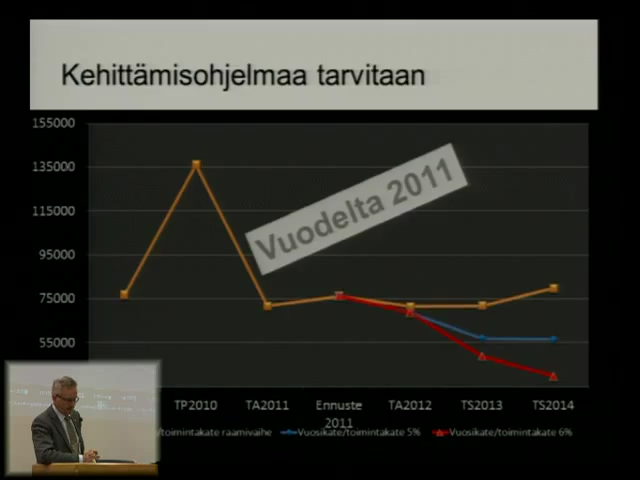 Kehittämisohjelmaa tarvitaan
155000
135000
115000
95000
75000
55000
Vuodelta 2011
TP2010
TA2011
Ennuste
2011
TA2012
TS2013
TS2014
/toimintakate raamivaihe
Vuosikate/toimintakate 5%
Vuosikate/toimintakate 6%